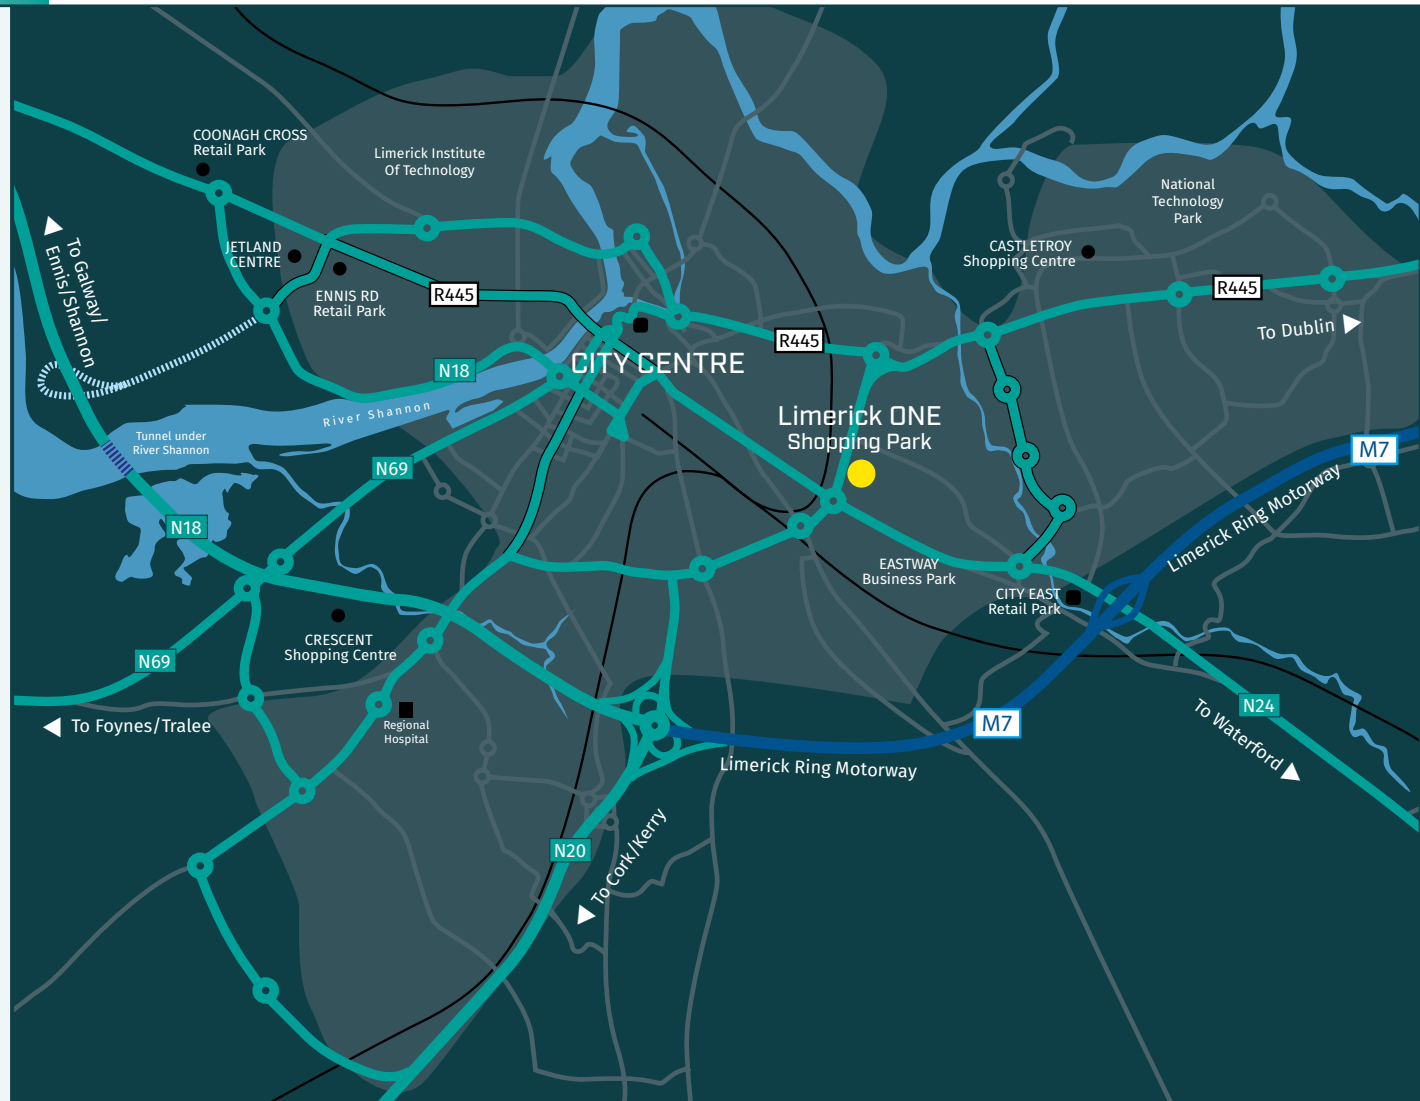 COONAGH CROSS
Retail Park
Limerick Institute
Of Technology
National
Technology
Park
To Galway/
Ennis/Shannon
JETLAND
CENTRE
ENNIS RD
Retail Park
R445
CASTLETROY
Shopping Centre
R445
To Dublin
R445
N18
CITY CENTRE
River Shannon
Limerick ONE
Shopping Park
Tunnel under
River Shannon
M7
N69
Limerick Ring Motorway
N18
EASTWAY
Business Park
CITY EAST
Retail Park
CRESCENT
Shopping Centre
N69
To Foynes/Tralee
Regional
Hospital
M7
N24
To Waterford
Limerick Ring Motorway
N20
To Cork/Kerry